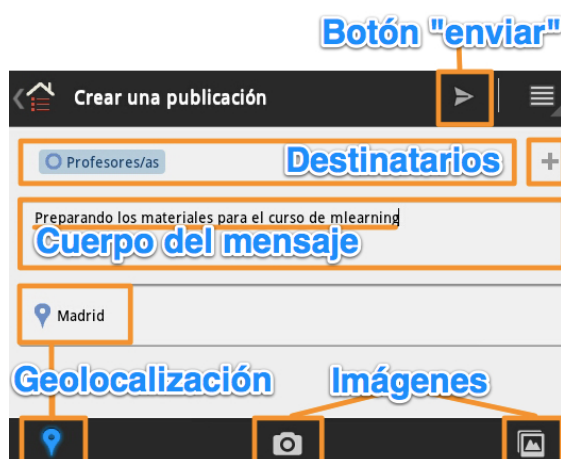 Botón "enviar"
Crear una publicación
Profesores/as
Destinatarios
Preparando los materiales para el curso de mlearning
Cuerpo del mensaje
Madrid
Geolocalización
Imágenes